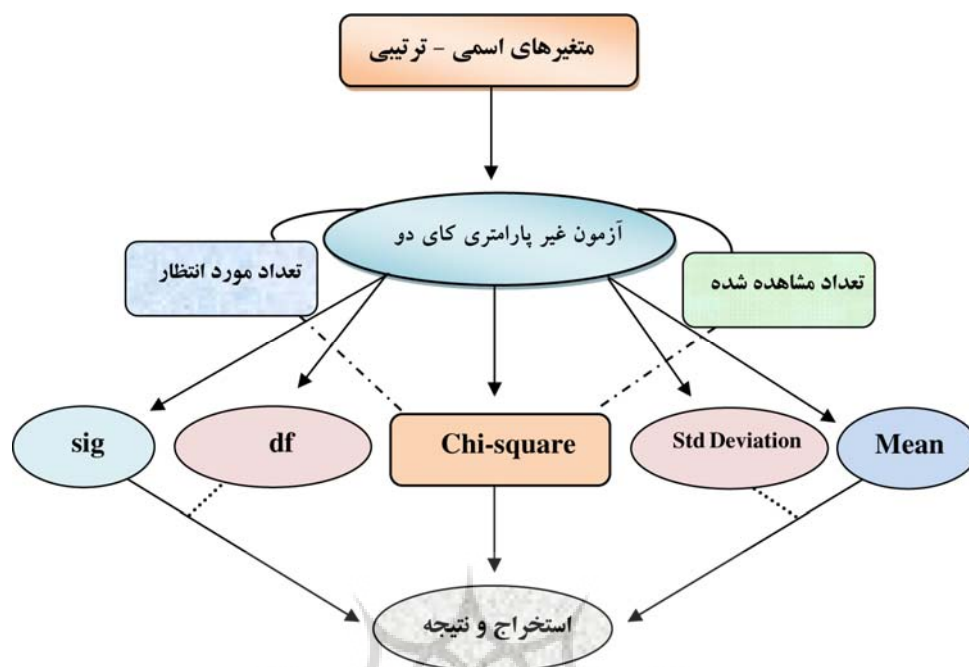 متغیرهای اسمی - ترتیبی
آزمون غیر پارامتری کای دو
تعداد مورد انتظار
تعداد مشاهده شده
sig
df
Chi-square
Std Deviation
Mean
استخراج و نتیجه